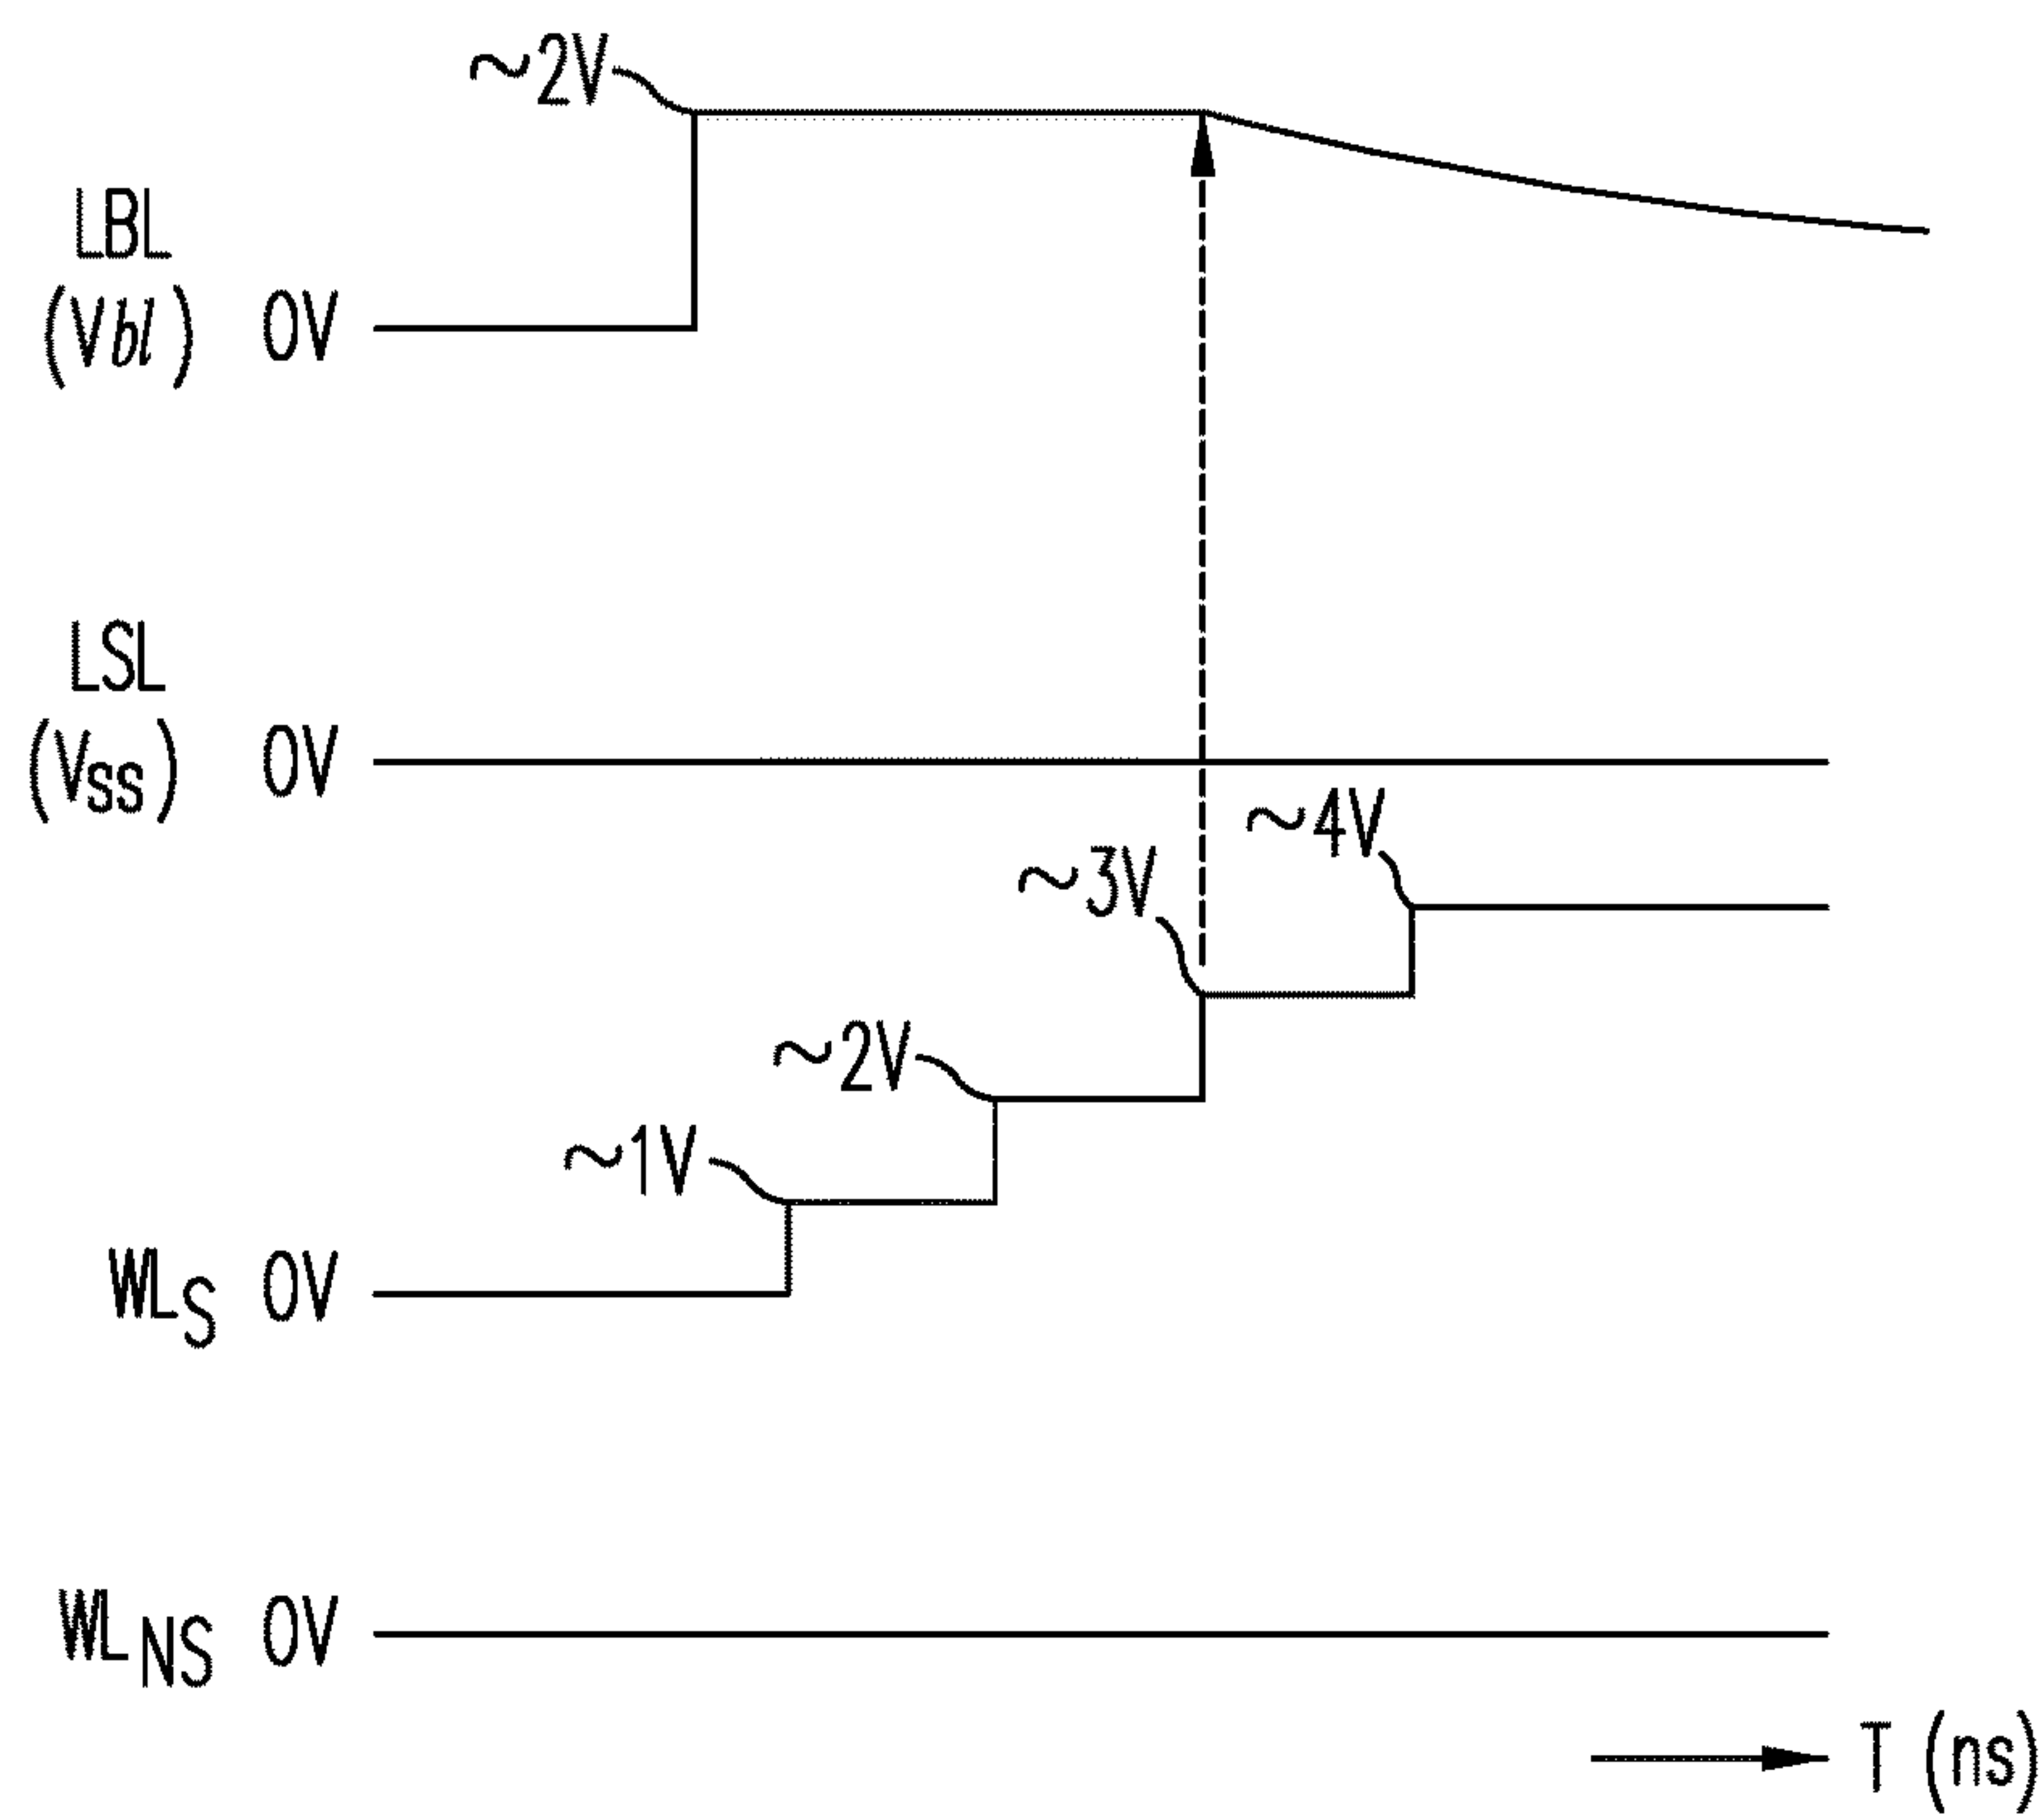 ~2V
LBL
(Vbl) 0V
LSL
(Vss) 0V
~4V
~3V
~2V
~1V
WLS 0V
WLNS 0V
T (ns)